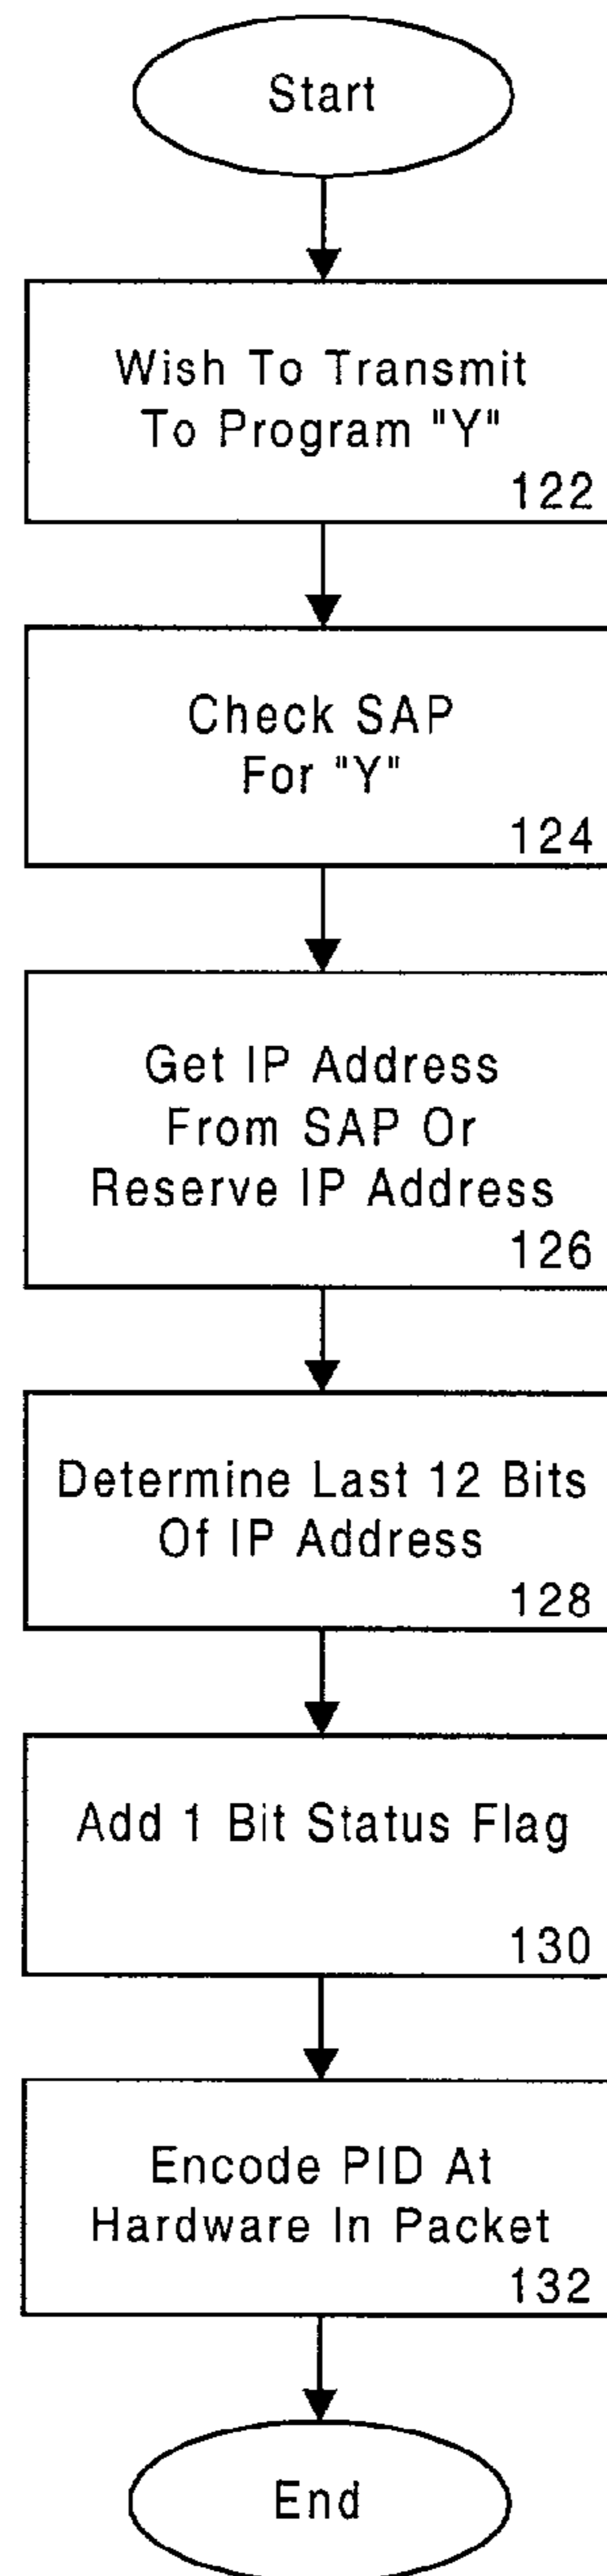 Start
Wish To Transmit
To Program "Y"
122
Check SAP
For "Y"
124
Get IP Address
From SAP Or
Reserve IP Address
126
Determine Last 12 Bits
Of IP Address
128
Add 1 Bit Status Flag
130
Encode PID At
Hardware In Packet
132
End